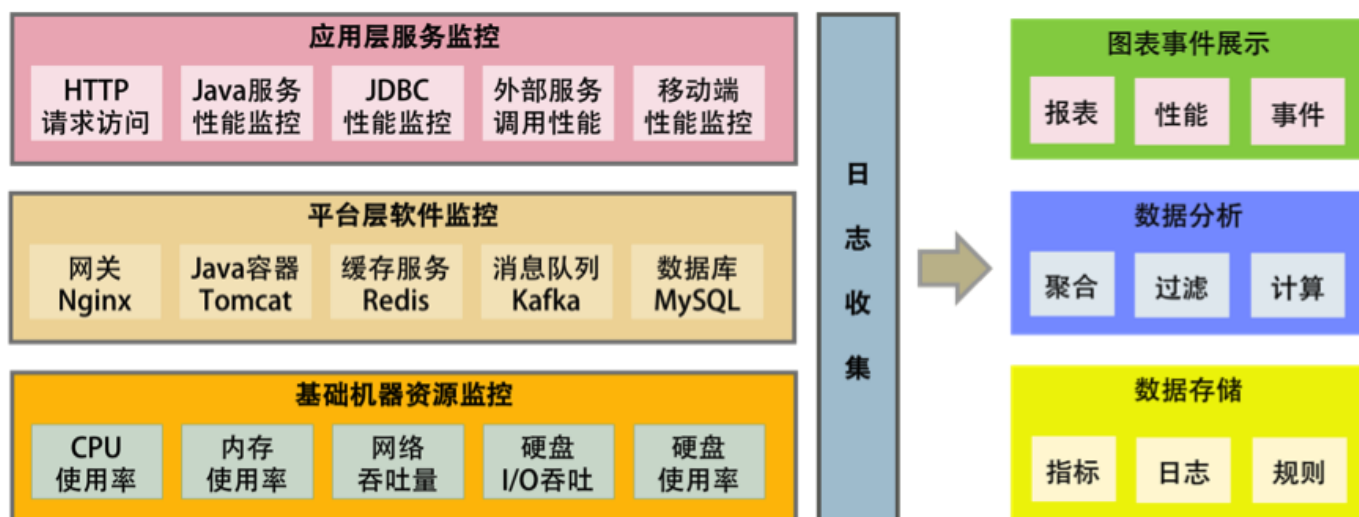 应用层服务监控
HTTP
请求访问
Java服务
性能监控
JDBC
性能监控
外部服务
调用性能
移动端
性能监控
平台层软件监控
网关
Nginx
Java容器
Tomcat
缓存服务
Redis
消息队列
Kafka
数据库
MySQL
基础机器资源监控
CPU
使用率
内存
使用率
网络
吞吐量
硬盘
I/O吞吐
硬盘
使用率
日
志
收
集
图表事件展示
报表
性能
事件
数据分析
聚合
过滤
计算
数据存储
指标
日志
规则